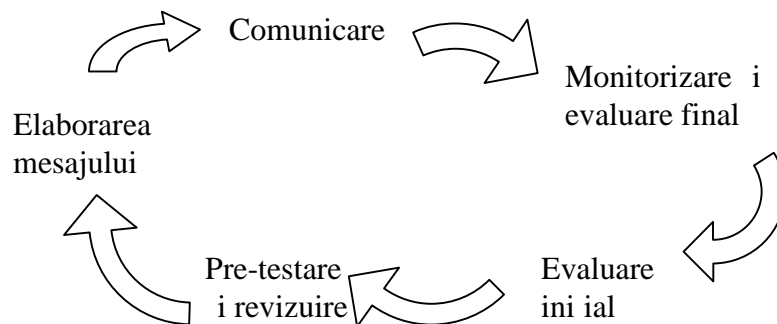 Comunicare
Monitorizare i
evaluare final
Elaborarea
mesajului
Pre-testare
i revizuire
Evaluare
ini ial